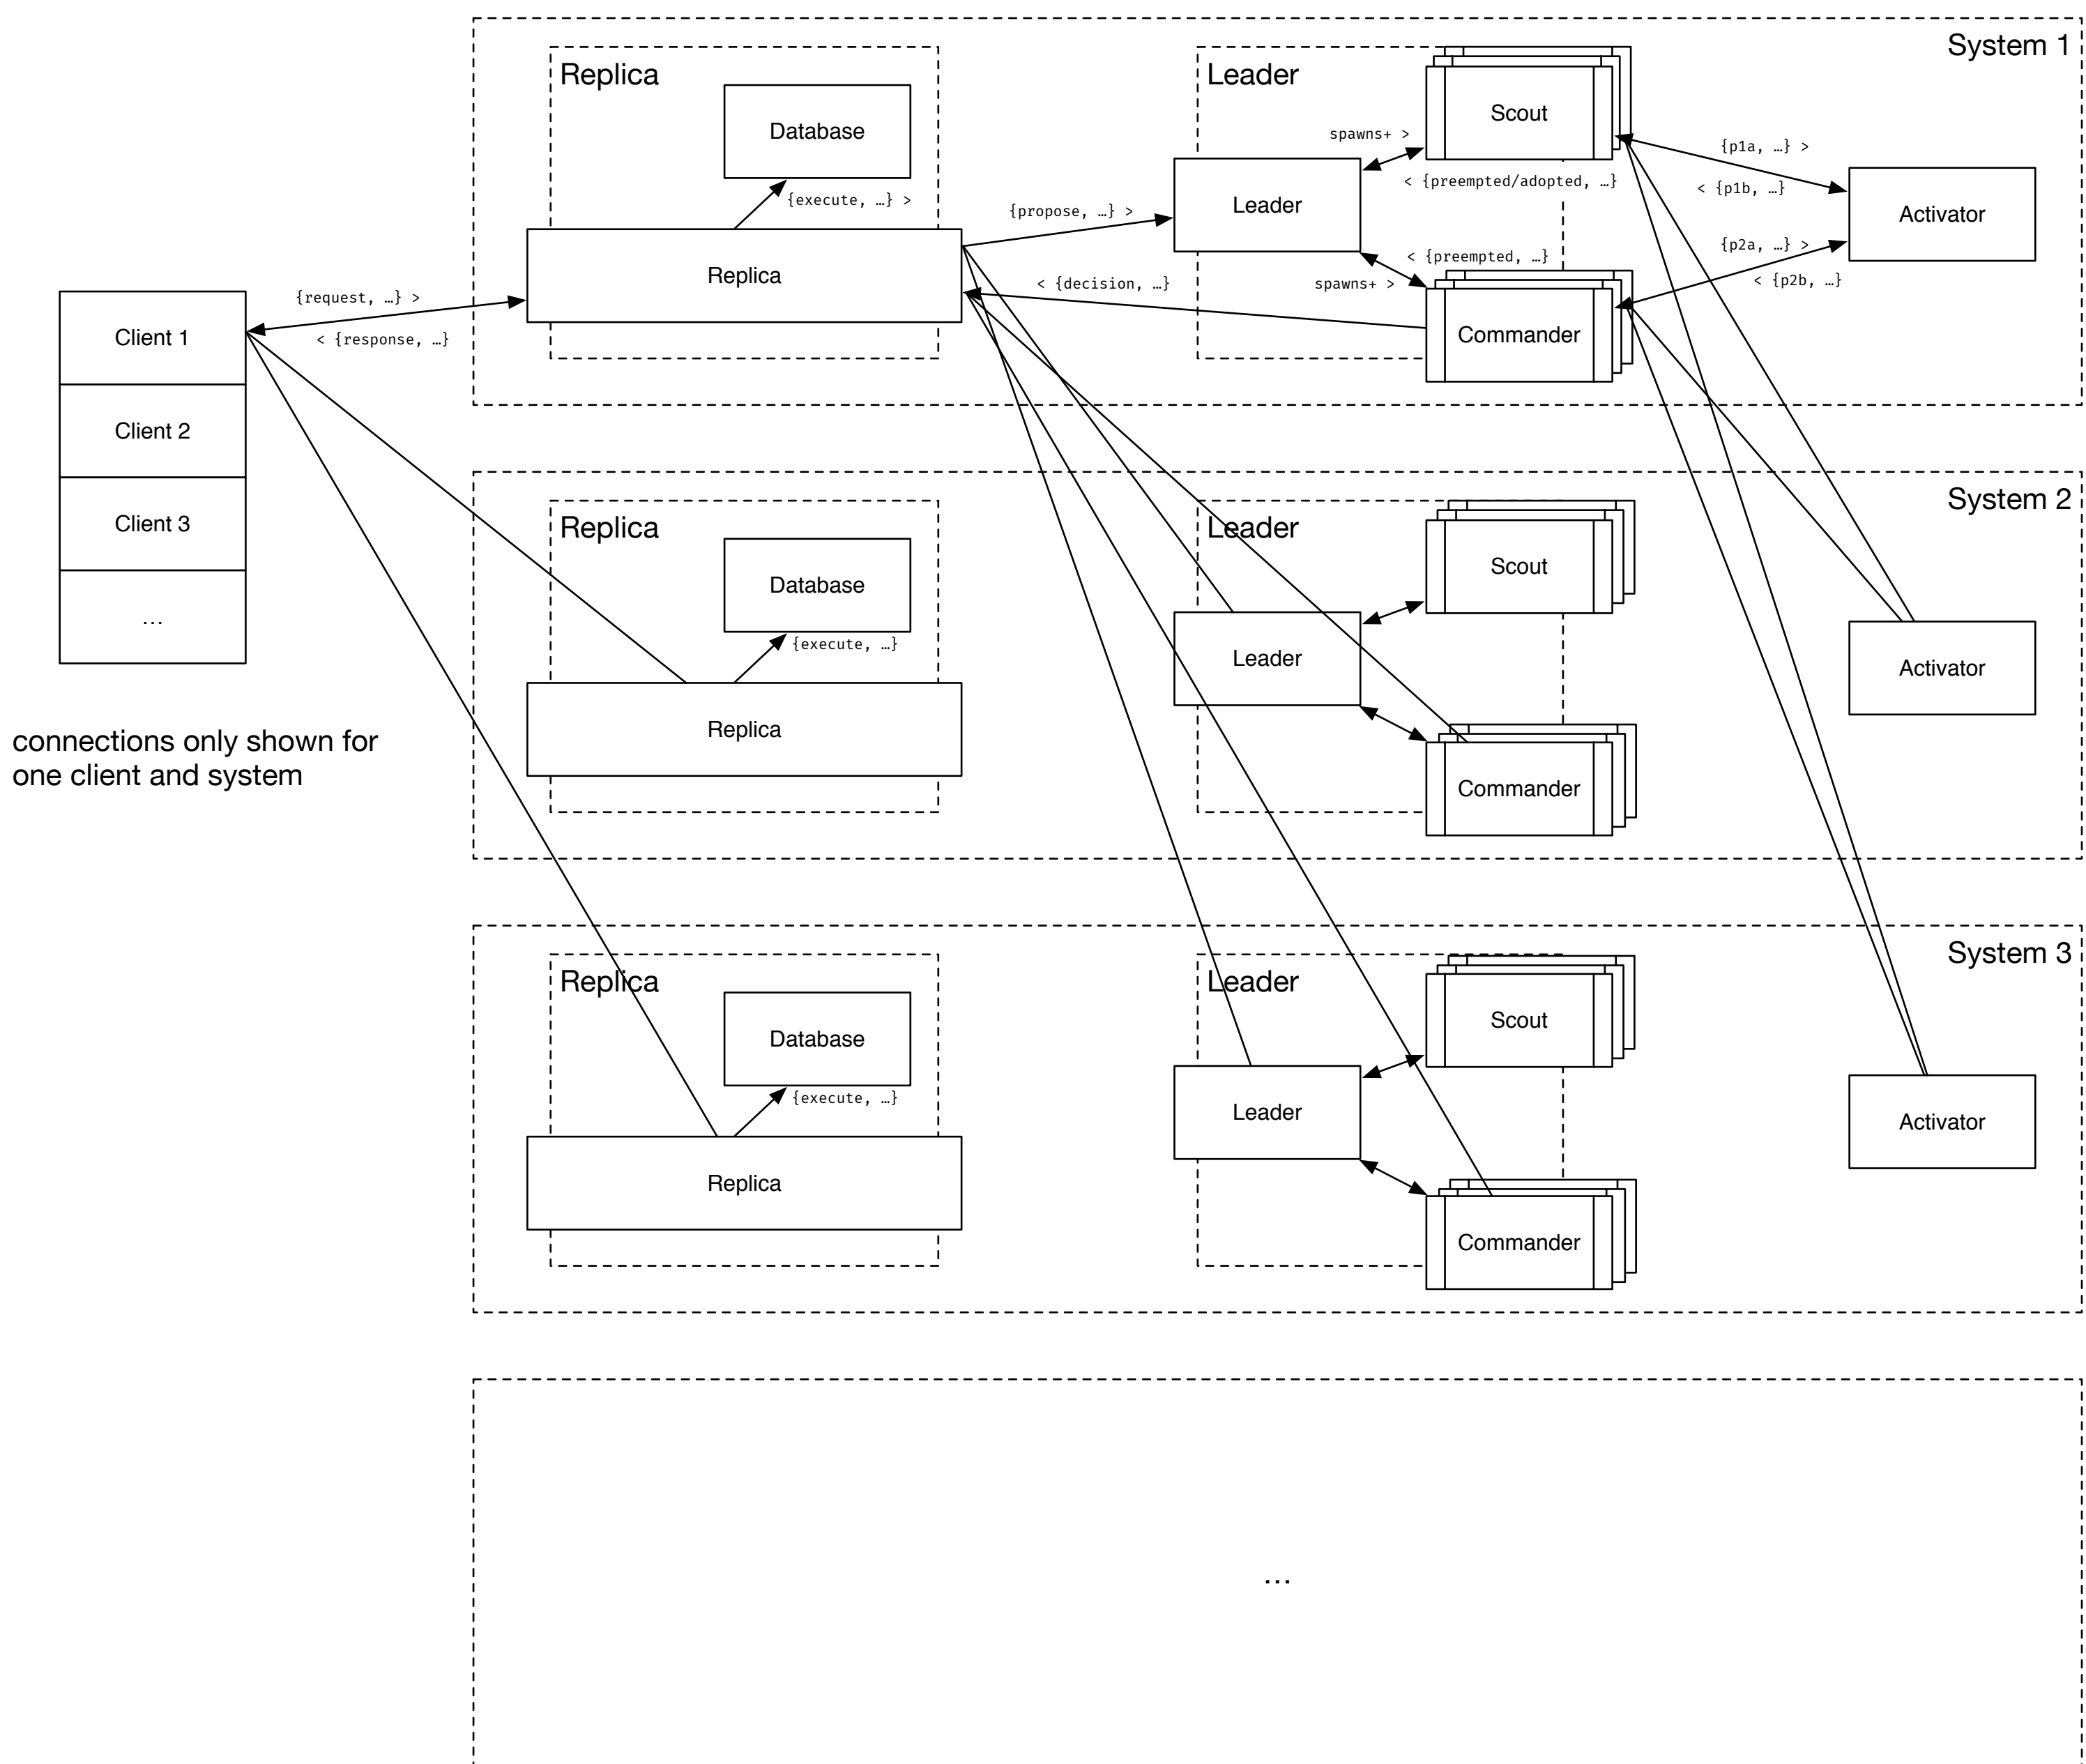 System 1
Replica
Leader
Database
Scout
spawns+ >
{p1a, …} >
< {preempted/adopted, …}
< {p1b, …}
{execute, …} >
Leader
{propose, …} >
Activator
{p2a, …} >
< {preempted, …}
Replica
< {decision, …}
spawns+ >
< {p2b, …}
{request, …} >
< {response, …}
Client 1
Commander
Client 2
Client 3
…
System 2
Replica
Leader
Database
Scout
{execute, …}
Leader
Activator
Replica
Commander
connections only shown for
one client and system
System 3
Replica
Leader
Database
Scout
{execute, …}
Leader
Activator
Replica
Commander
…